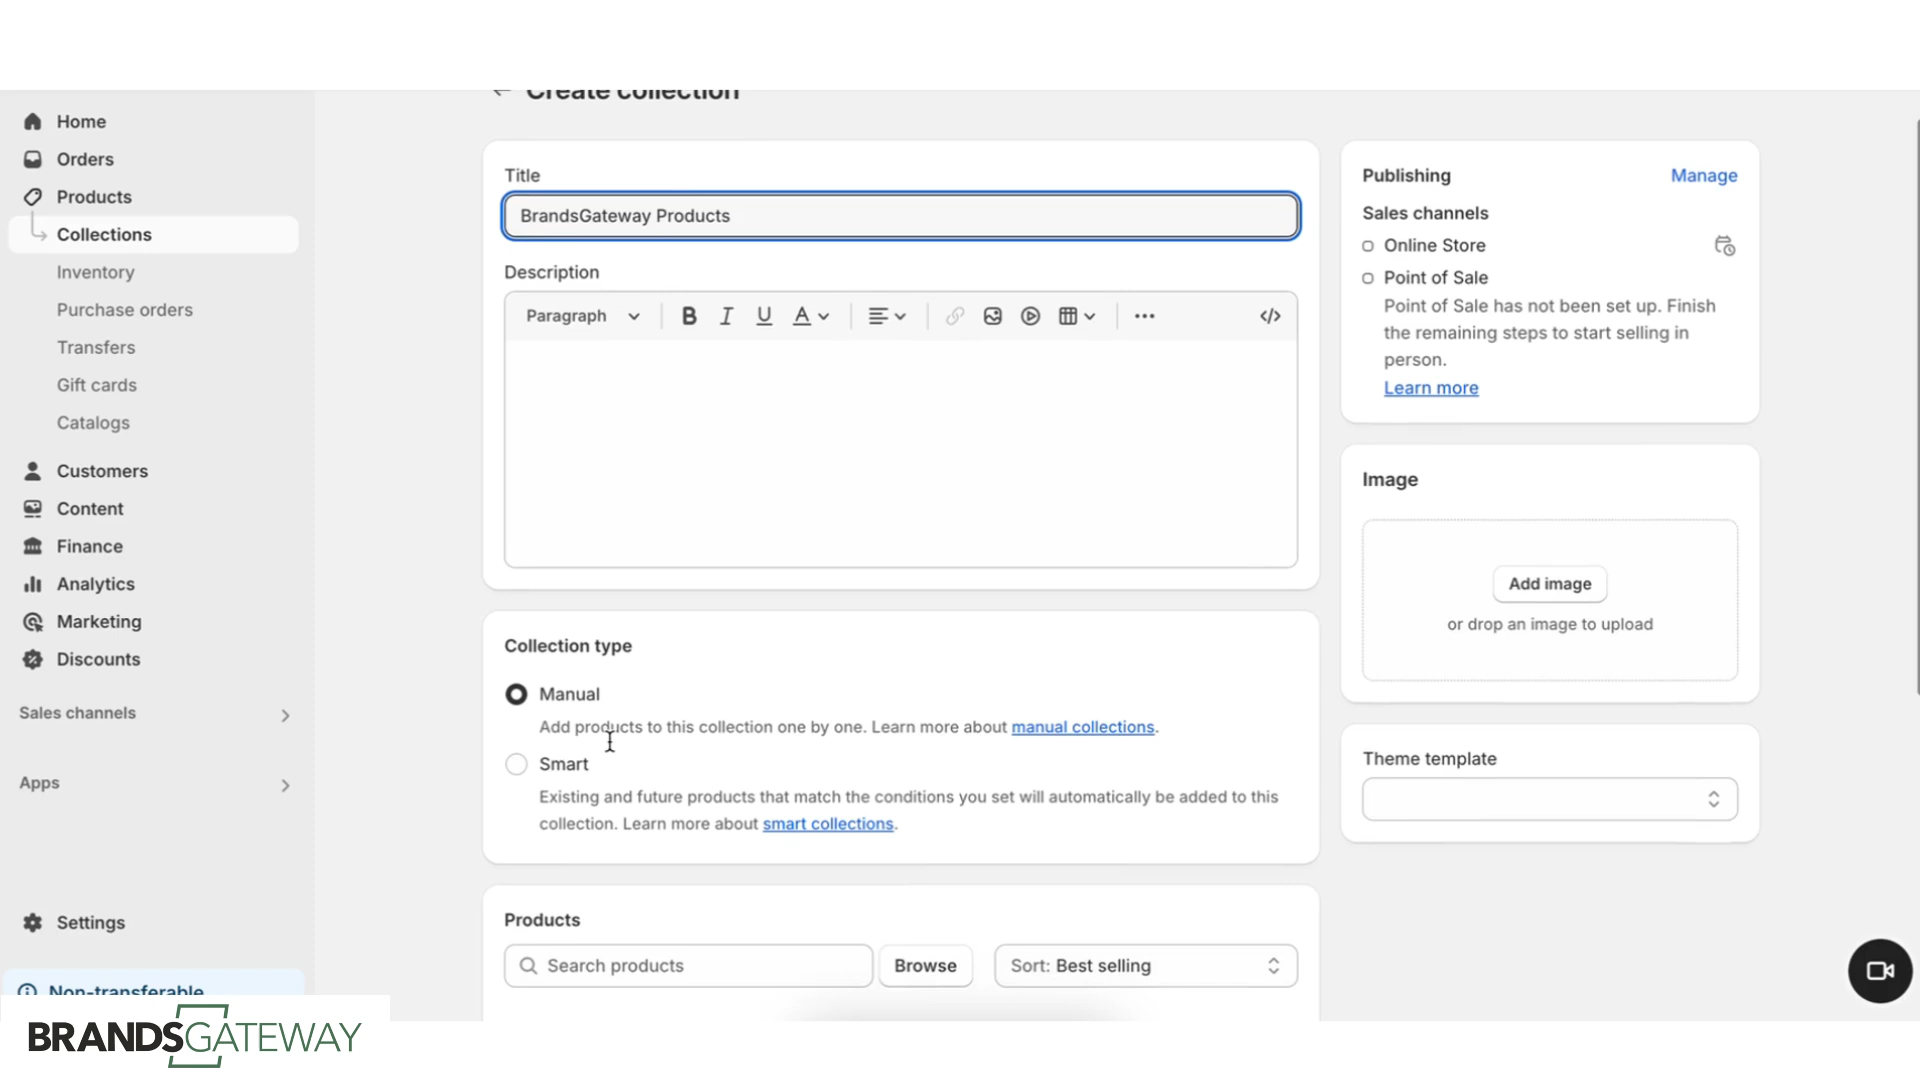 Create collection
Home
Orders
Products
Collections
Inventory
Purchase orders
Transfers
Gift cards
Catalogs
Customers
Content
Finance
Analytics
Marketing
Discounts
Sales channels
Apps
Settings
Non-transferable
BRANDSGATEWAY
Title
BrandsGateway Products
Description
Paragraph
Collection type
Manual
Add products to this collection one by one. Learn more about manual collections.
Smart
Existing and future products that match the conditions you set will automatically be added to this
collection. Learn more about smart collections.
Products
Search products
Browse
Sort: Best selling
Publishing
Manage
Sales channels
Online Store
Point of Sale
Point of Sale has not been set up. Finish
the remaining steps to start selling in
person.
Learn more
Image
Add image
or drop an image to upload
Theme template